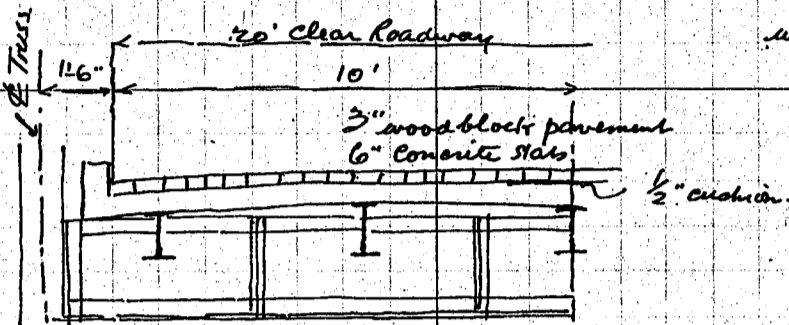 20' Clear Roadway
℄ Truss
1'-6"
10'
3" wood block pavement
6" Concrete slab
1/2" cushion.